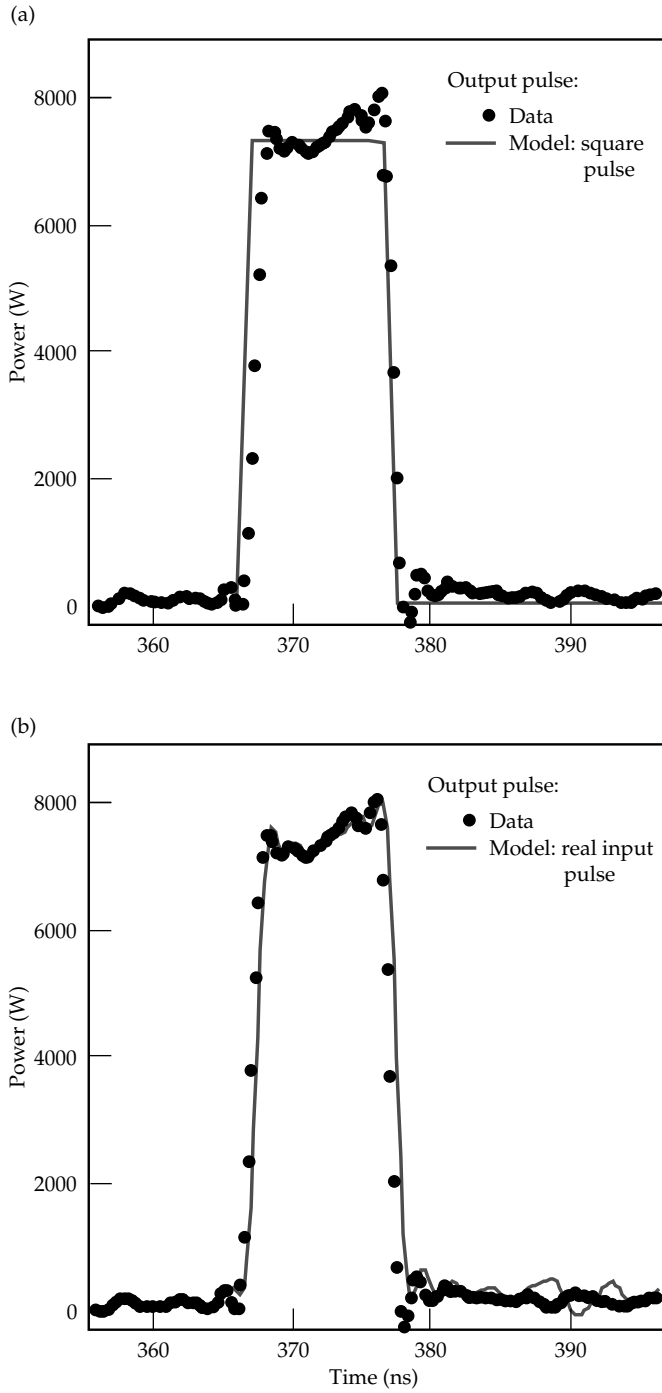 (a)
Output pulse:
Data
Model: square
pulse
8000
6000
4000
2000
0
Power (W)
360
370
380
390
(b)
Output pulse:
Data
Model: real input
pulse
8000
6000
4000
2000
0
Power (W)
360
370
380
390
Time (ns)